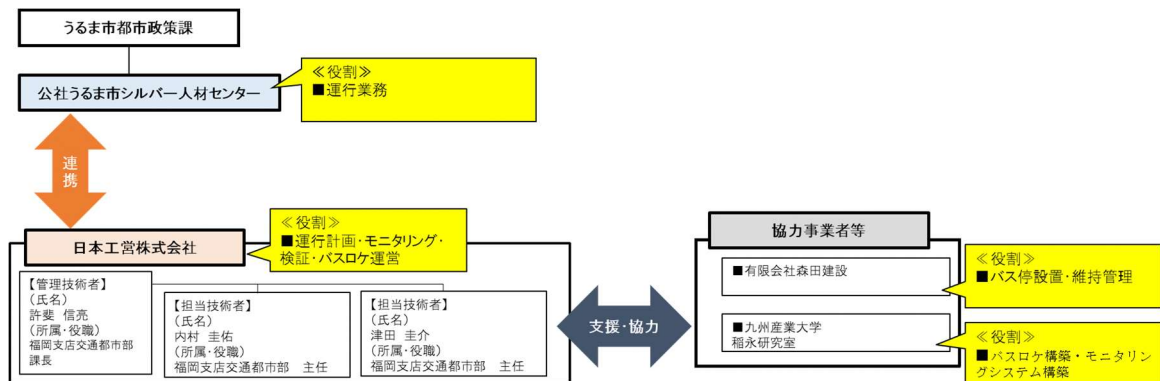 うるま市都市政策課
公社うるま市シルバー人材センター
≪役割≫
■運行業務
連携
日本工営株式会社
≪役割≫
■運行計画・モニタリング・
検証・バスロケ運営
【管理技術者】
(氏名)
許斐 信亮
(所属・役職)
福岡支店交通都市部
課長
【担当技術者】
(氏名)
内村 圭佑
(所属・役職)
福岡支店交通都市部 主任
【担当技術者】
(氏名)
津田 圭介
(所属・役職)
福岡支店交通都市部 主任
支援・協力
協力事業者等
■有限会社森田建設
≪役割≫
■バス停設置・維持管理
■九州産業大学
稲永研究室
≪役割≫
■バスロケ構築・モニタリン
グシステム構築